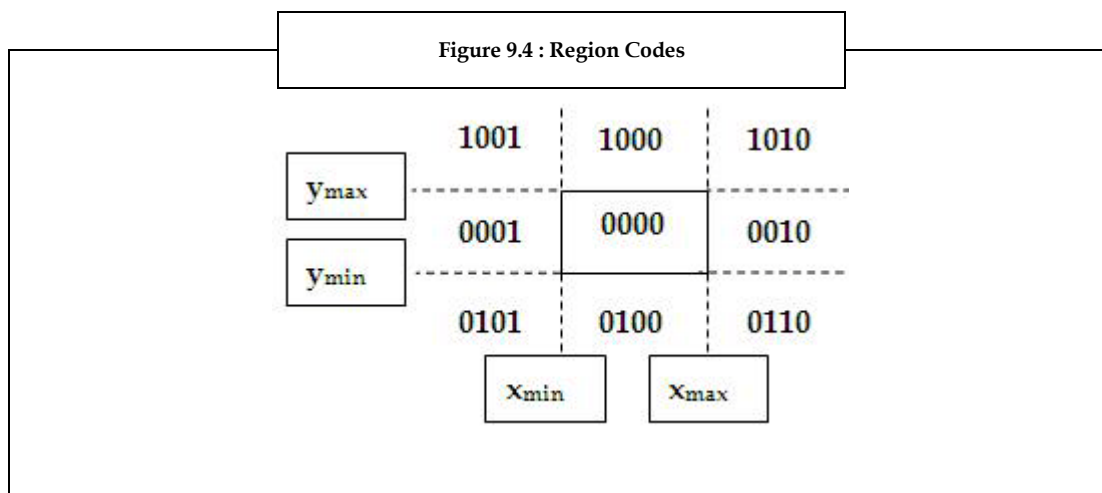 Figure 9.4 : Region Codes
1001 1000 1010
ymax
0001 0000 0010
ymin
0101 0100 0110
xmin xmax